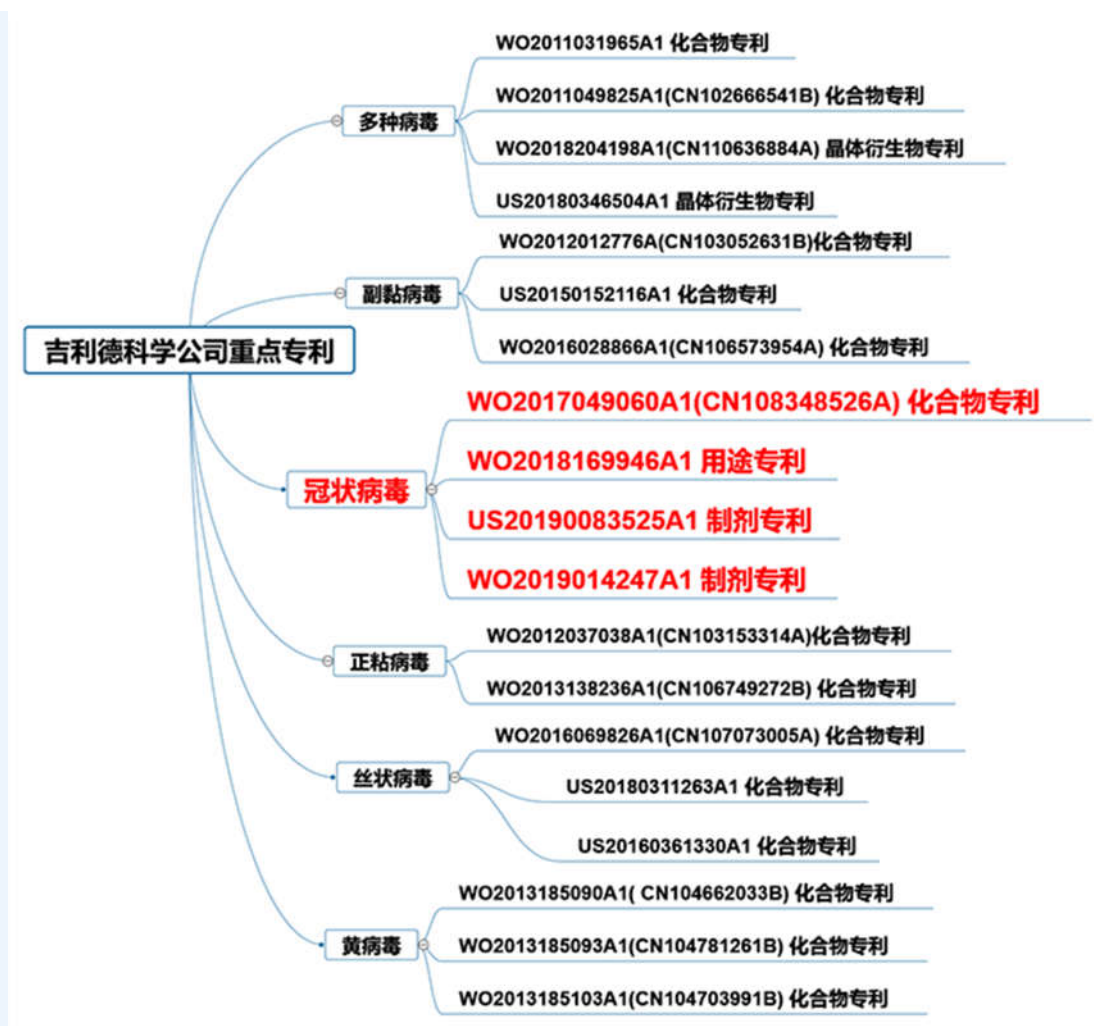 吉利德科学公司重点专利
多种病毒
WO2011031965A1 化合物专利
WO2011049825A1(CN102666541B) 化合物专利
WO2018204198A1(CN110636884A) 晶体衍生物专利
US20180346504A1 晶体衍生物专利
副黏病毒
WO2012012776A(CN103052631B)化合物专利
US20150152116A1 化合物专利
WO2016028866A1(CN106573954A) 化合物专利
冠状病毒
WO2017049060A1(CN108348526A) 化合物专利
WO2018169946A1 用途专利
US20190083525A1 制剂专利
WO2019014247A1 制剂专利
正粘病毒
WO2012037038A1(CN103153314A)化合物专利
WO2013138236A1(CN106749272B) 化合物专利
丝状病毒
WO2016069826A1(CN107073005A) 化合物专利
US20180311263A1 化合物专利
US20160361330A1 化合物专利
黄病毒
WO2013185090A1( CN104662033B) 化合物专利
WO2013185093A1(CN104781261B) 化合物专利
WO2013185103A1(CN104703991B) 化合物专利